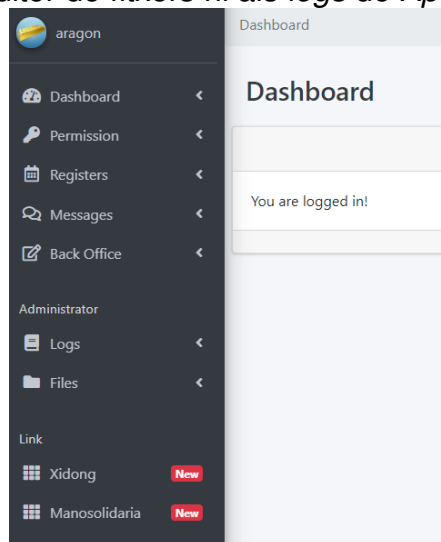 aragon
Dashboard
Permission
Registers
Messages
Back Office
Administrator
Logs
Files
Link
Xidong New
Manosolidaria New
Dashboard
Dashboard
You are logged in!